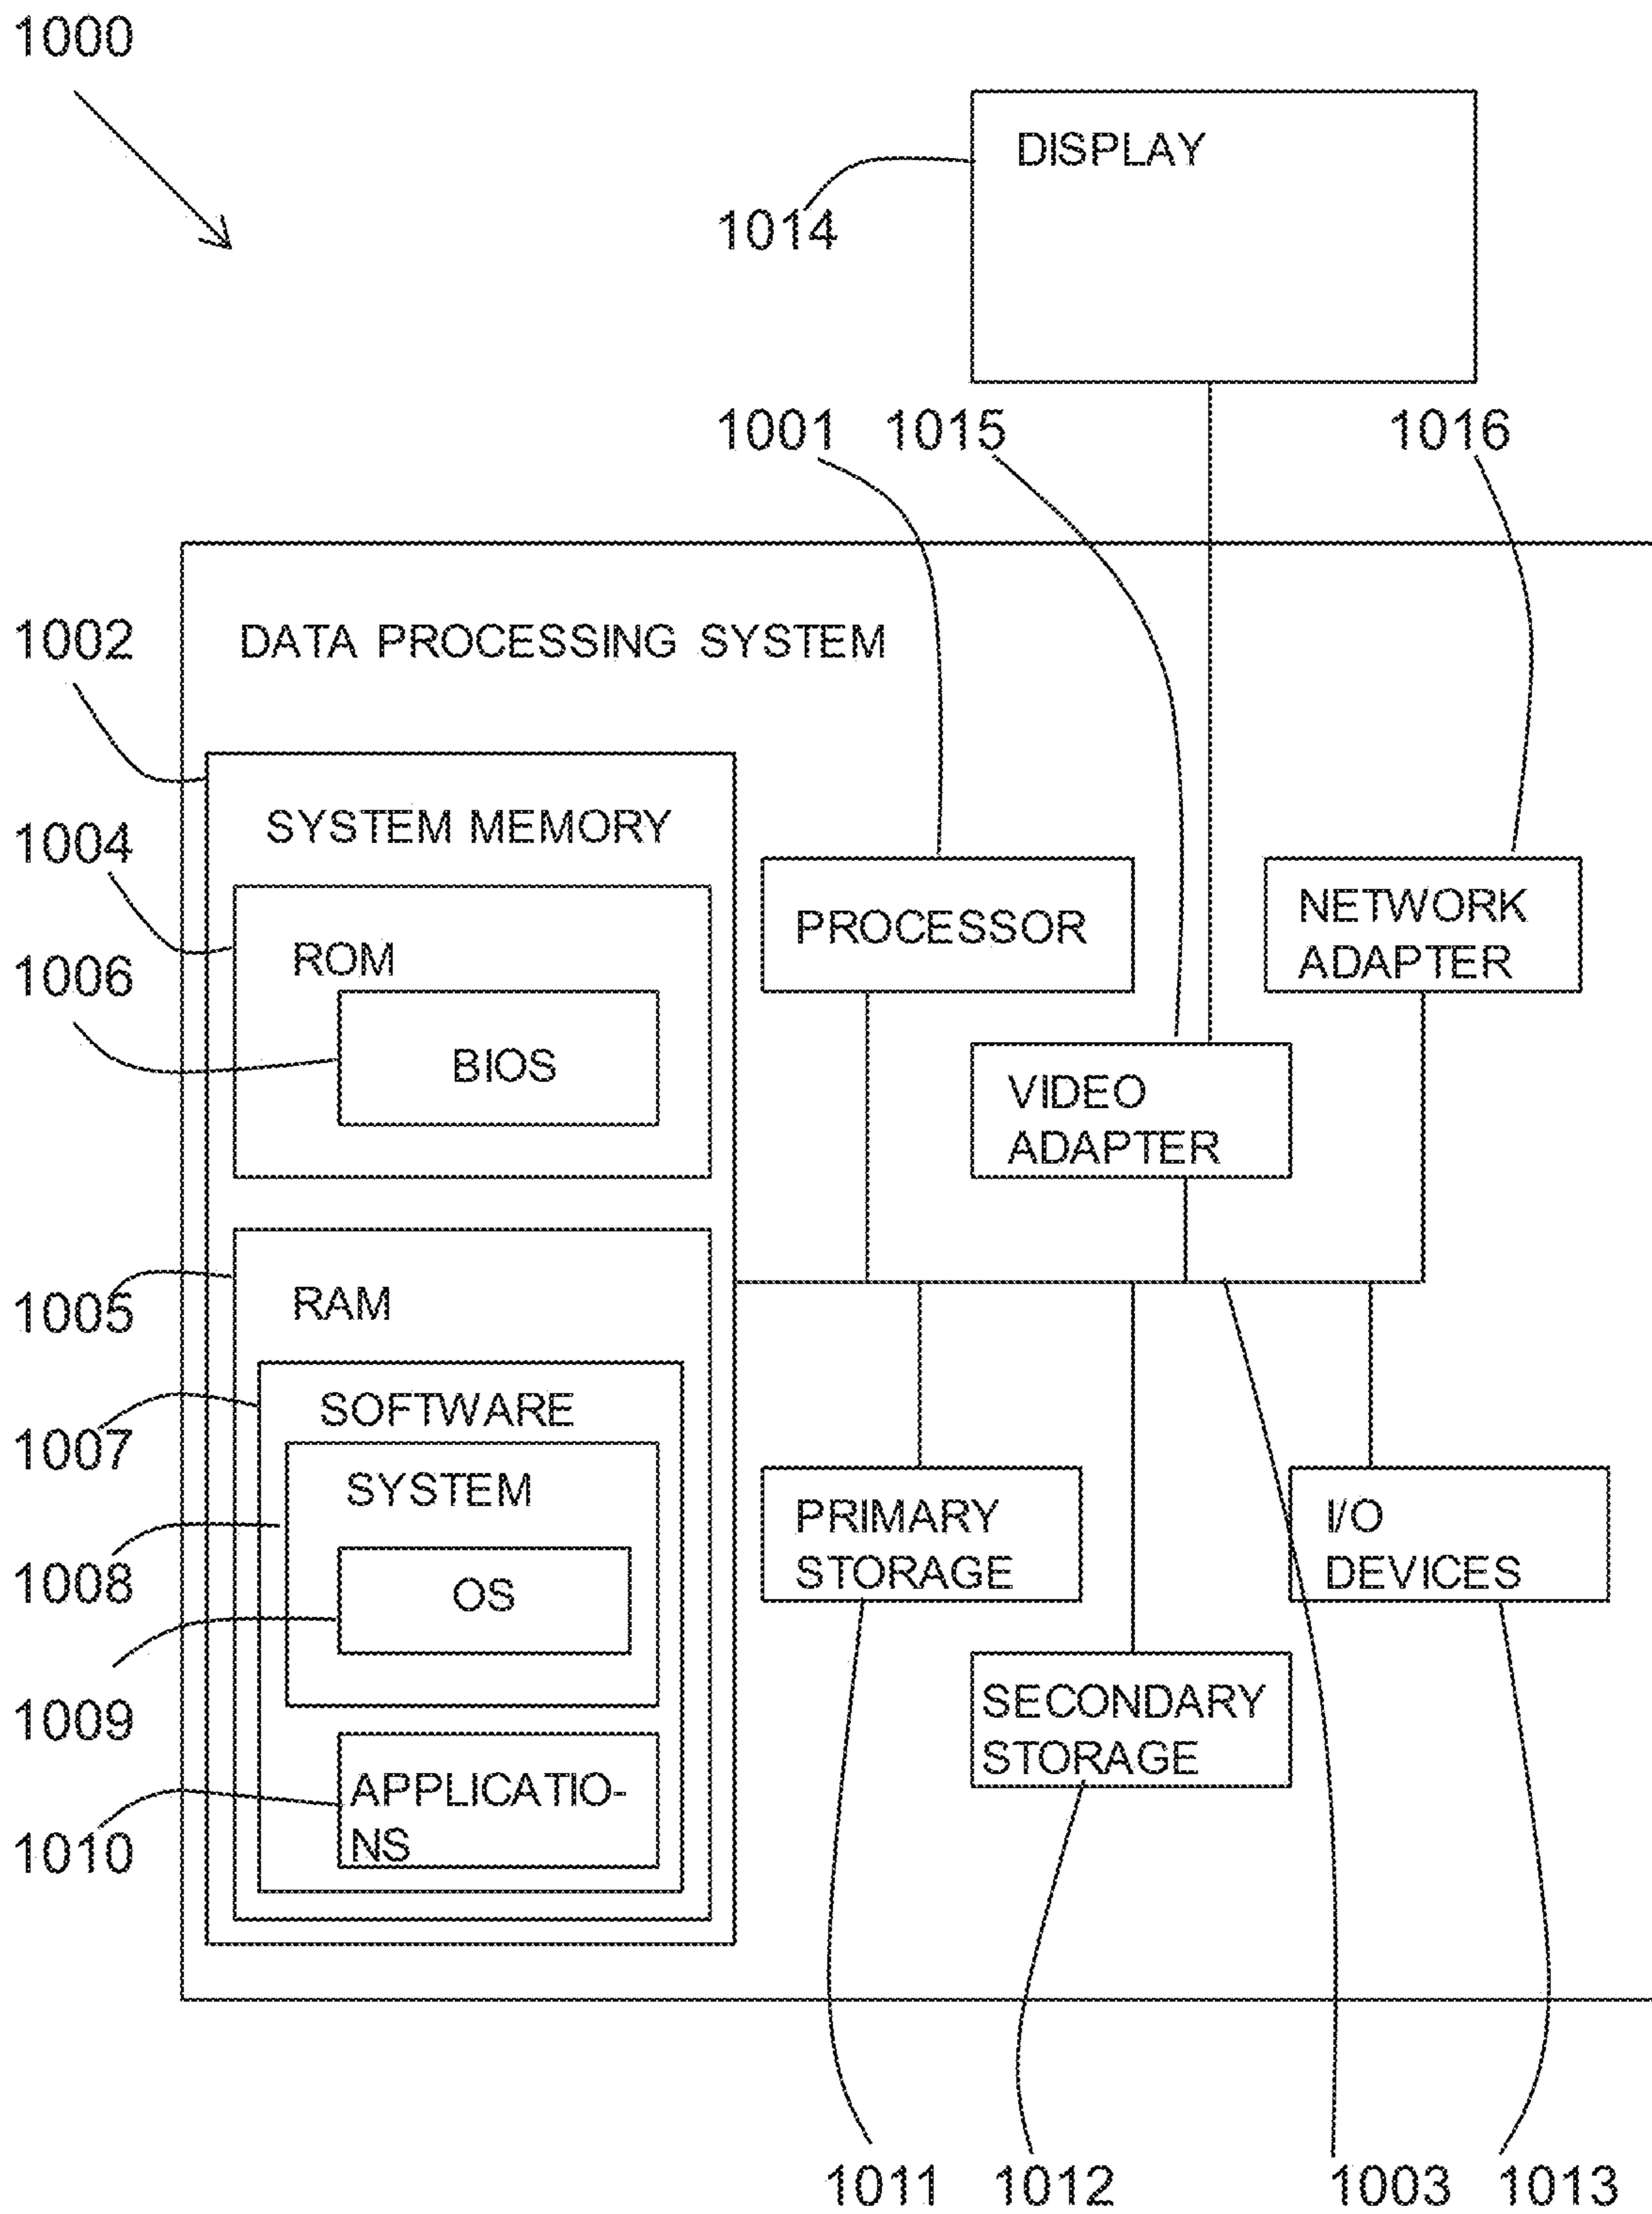 1000
DISPLAY
1014
1001
1015
1016
1002
DATA PROCESSING SYSTEM
SYSTEM MEMORY
1004
PROCESSOR
NETWORK
ADAPTER
ROM
1006
BIOS
VIDEO
ADAPTER
1005
RAM
SOFTWARE
1007
SYSTEM
PRIMARY
STORAGE
I/O
DEVICES
1008
OS
1009
SECONDARY
STORAGE
APPLICATIO-
NS
1010
1011
1012
1003
1013